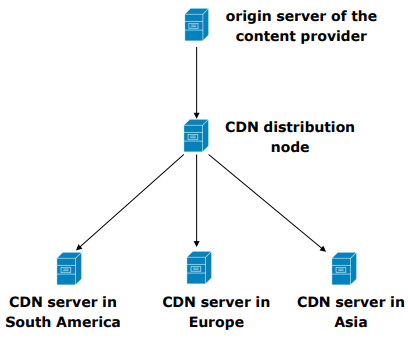 origin server of the
content provider
CDN distribution
node
CDN server in
South America
CDN server in
Europe
CDN server in
Asia